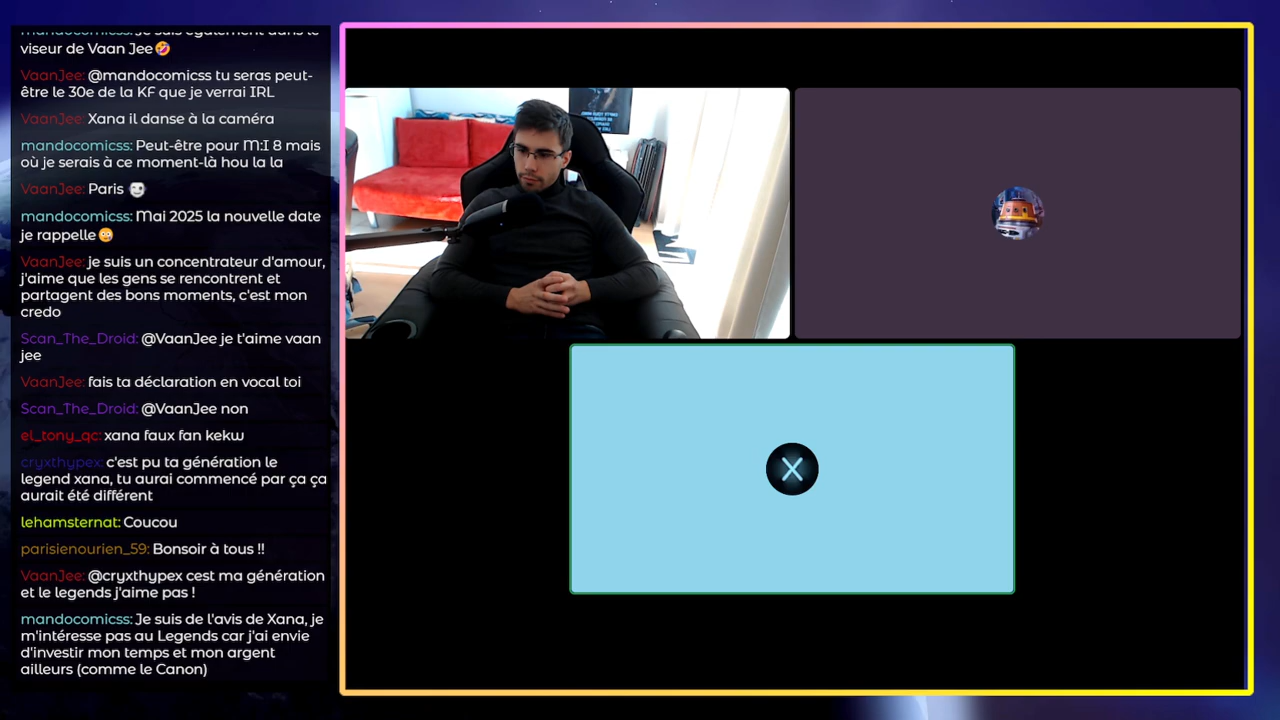 mandocomicss: Je suis également dans le
viseur de Vaan Jee🤣
VaanJee: @mandocomicss tu seras peut-
être le 30e de la KF que je verrai IRL
VaanJee: Xana il danse à la caméra
mandocomicss: Peut-être pour M:I 8 mais
où je serais à ce moment-là hou la la
VaanJee: Paris
mandocomicss: Mai 2025 la nouvelle date
je rappelle😳
VaanJee: je suis un concentrateur d'amour,
j'aime que les gens se rencontrent et
partagent des bons moments, c'est mon
credo
Scan_The_Droid: @VaanJee je t'aime vaan
jee
VaanJee: fais ta déclaration en vocal toi
Scan_The_Droid: @VaanJee non
el_tony_qc: xana faux fan kekw
cryxthypex: c'est pu ta génération le
legend xana, tu aurai commencé par ça ça
aurait été différent
lehamsternat: Coucou
parisienourien_59: Bonsoir à tous !!
VaanJee: @cryxthypex cest ma génération
et le legends j'aime pas !
mandocomicss: Je suis de l'avis de Xana, je
m'intéresse pas au Legends car j'ai envie
d'investir mon temps et mon argent
ailleurs (comme le Canon)
X